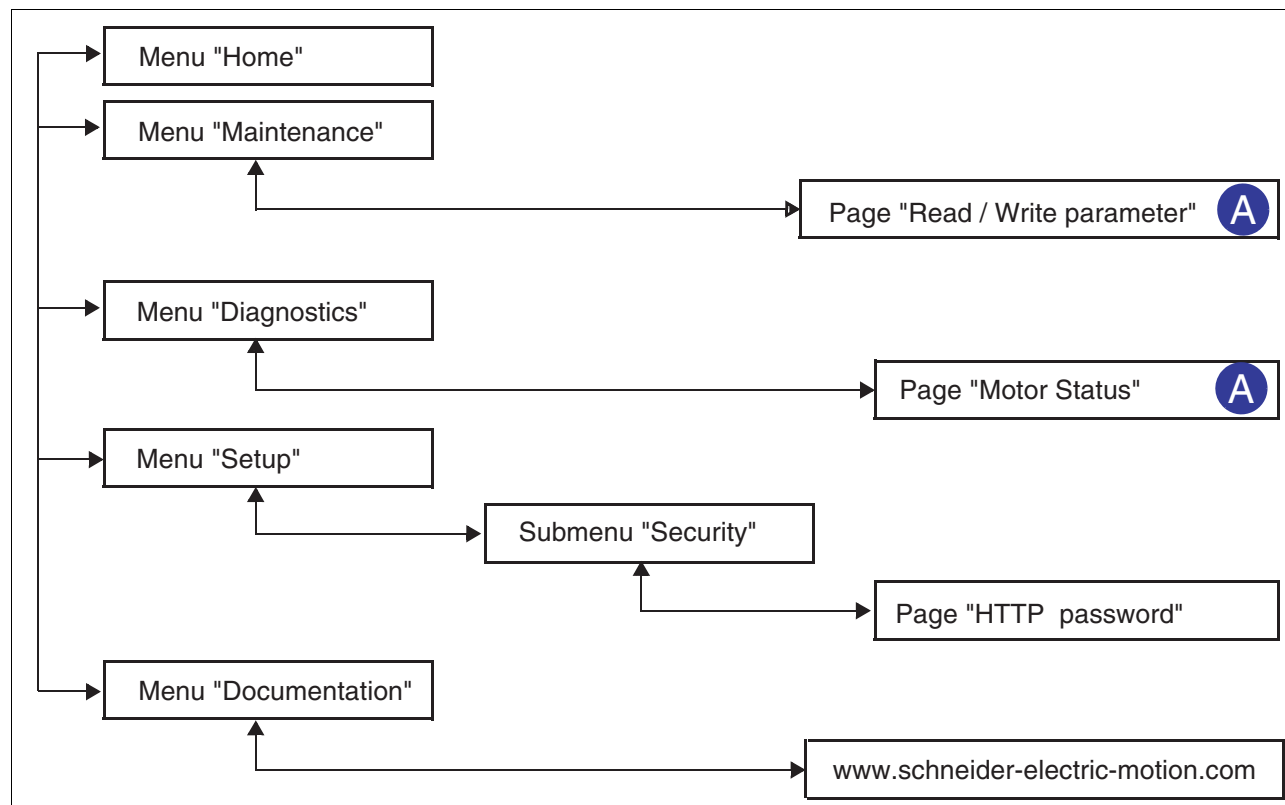 Menu "Home"
Menu "Maintenance"
Page "Read / Write parameter" A
Menu "Diagnostics"
Page "Motor Status" A
Menu "Setup"
Submenu "Security"
Page "HTTP  password"
Menu "Documentation"
www.schneider-electric-motion.com